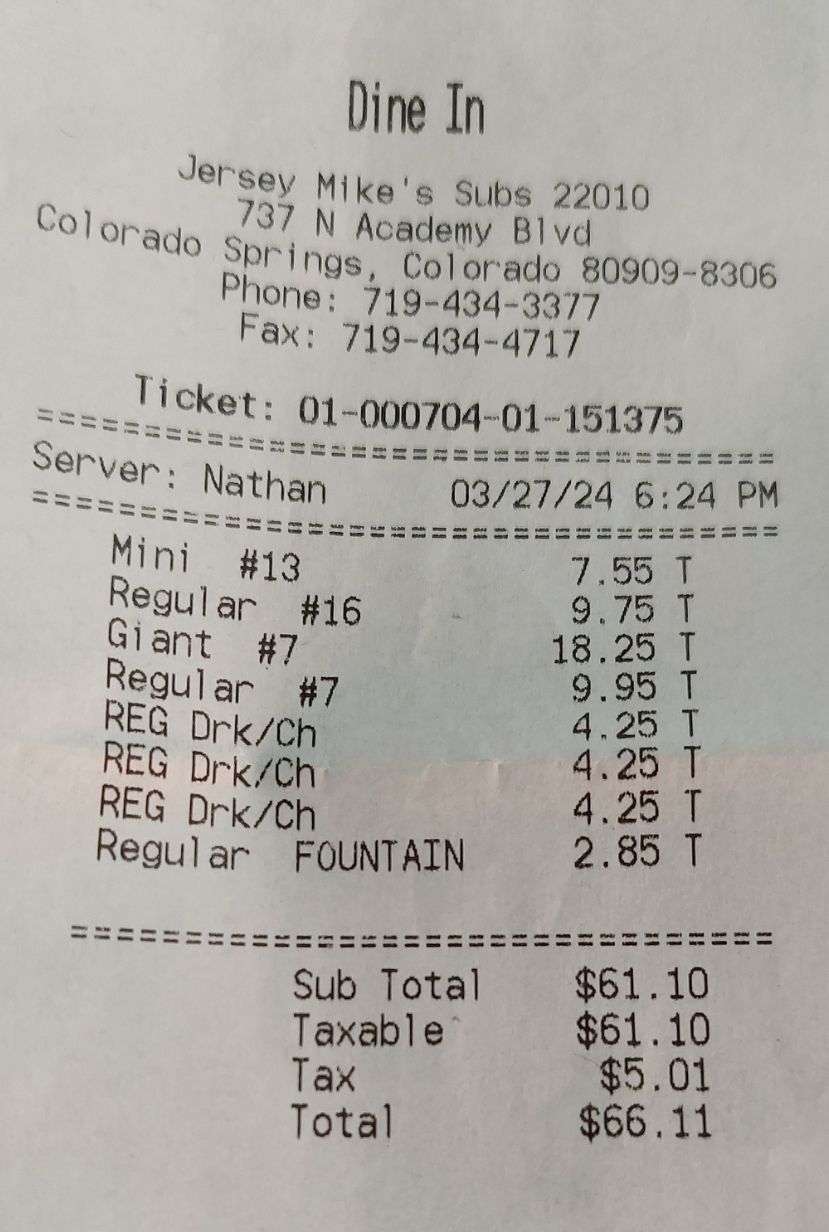 Dine In
Jersey Mike's Subs 22010
737 N Academy Blvd
Colorado Springs, Colorado 80909-8306
Phone: 719-434-3377
Fax: 719-434-4717
Ticket: 01-000704-01-151375
=================================
Server: Nathan 03/27/24 6:24 PM
=================================
Mini #13 7.55 T
Regular #16 9.75 T
Giant #7 18.25 T
Regular #7 9.95 T
REG Drk/Ch 4.25 T
REG Drk/Ch 4.25 T
REG Drk/Ch 4.25 T
Regular FOUNTAIN 2.85 T
===============================
Sub Total $61.10
Taxable $61.10
Tax $5.01
Total $66.11